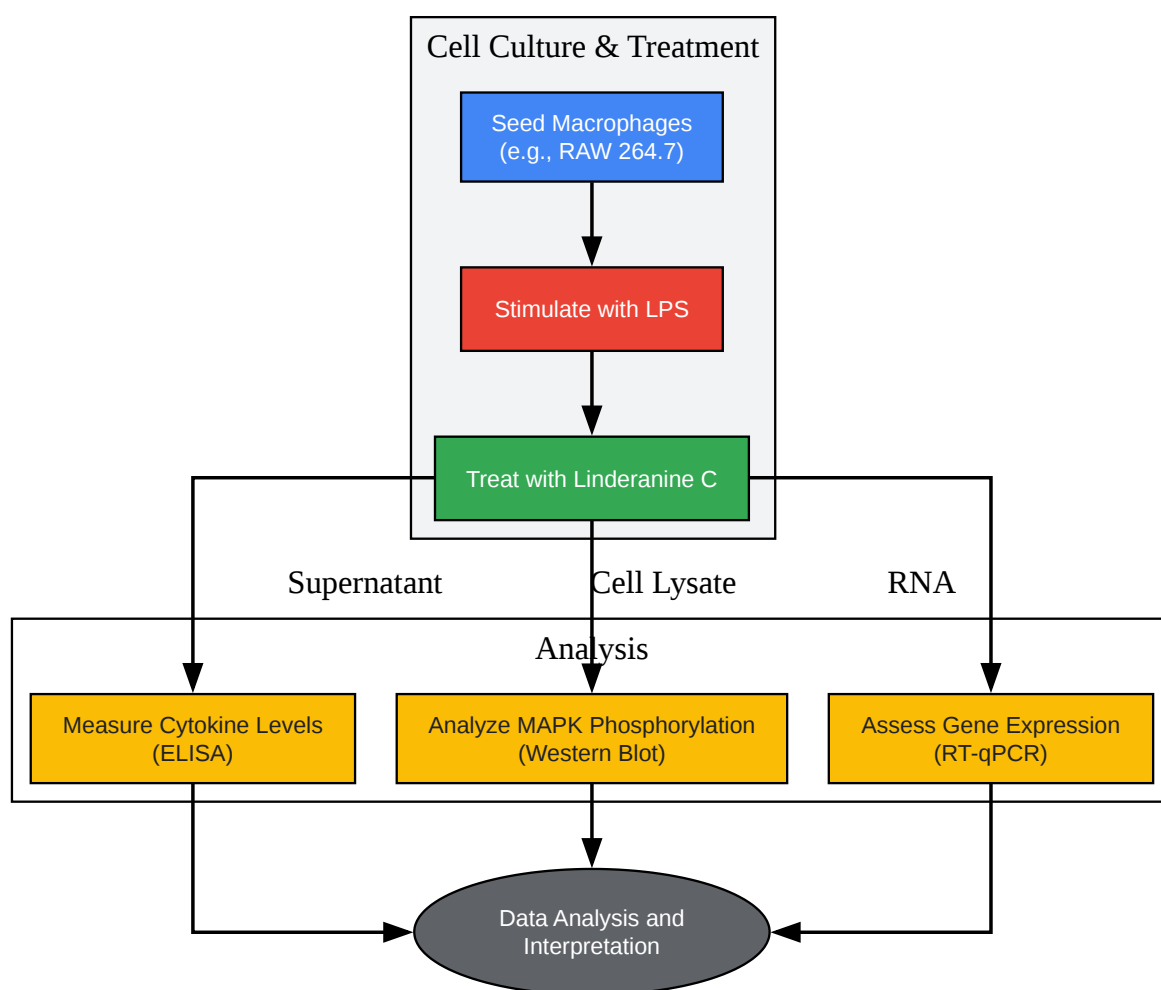 Cell Culture & Treatment
Seed Macrophages
(e.g., RAW 264.7)
Stimulate with LPS
Treat with Linderanine C
Supernatant
Cell Lysate
RNA
Analysis
Measure Cytokine Levels
(ELISA)
Analyze MAPK Phosphorylation
(Western Blot)
Assess Gene Expression
(RT-qPCR)
Data Analysis and
Interpretation